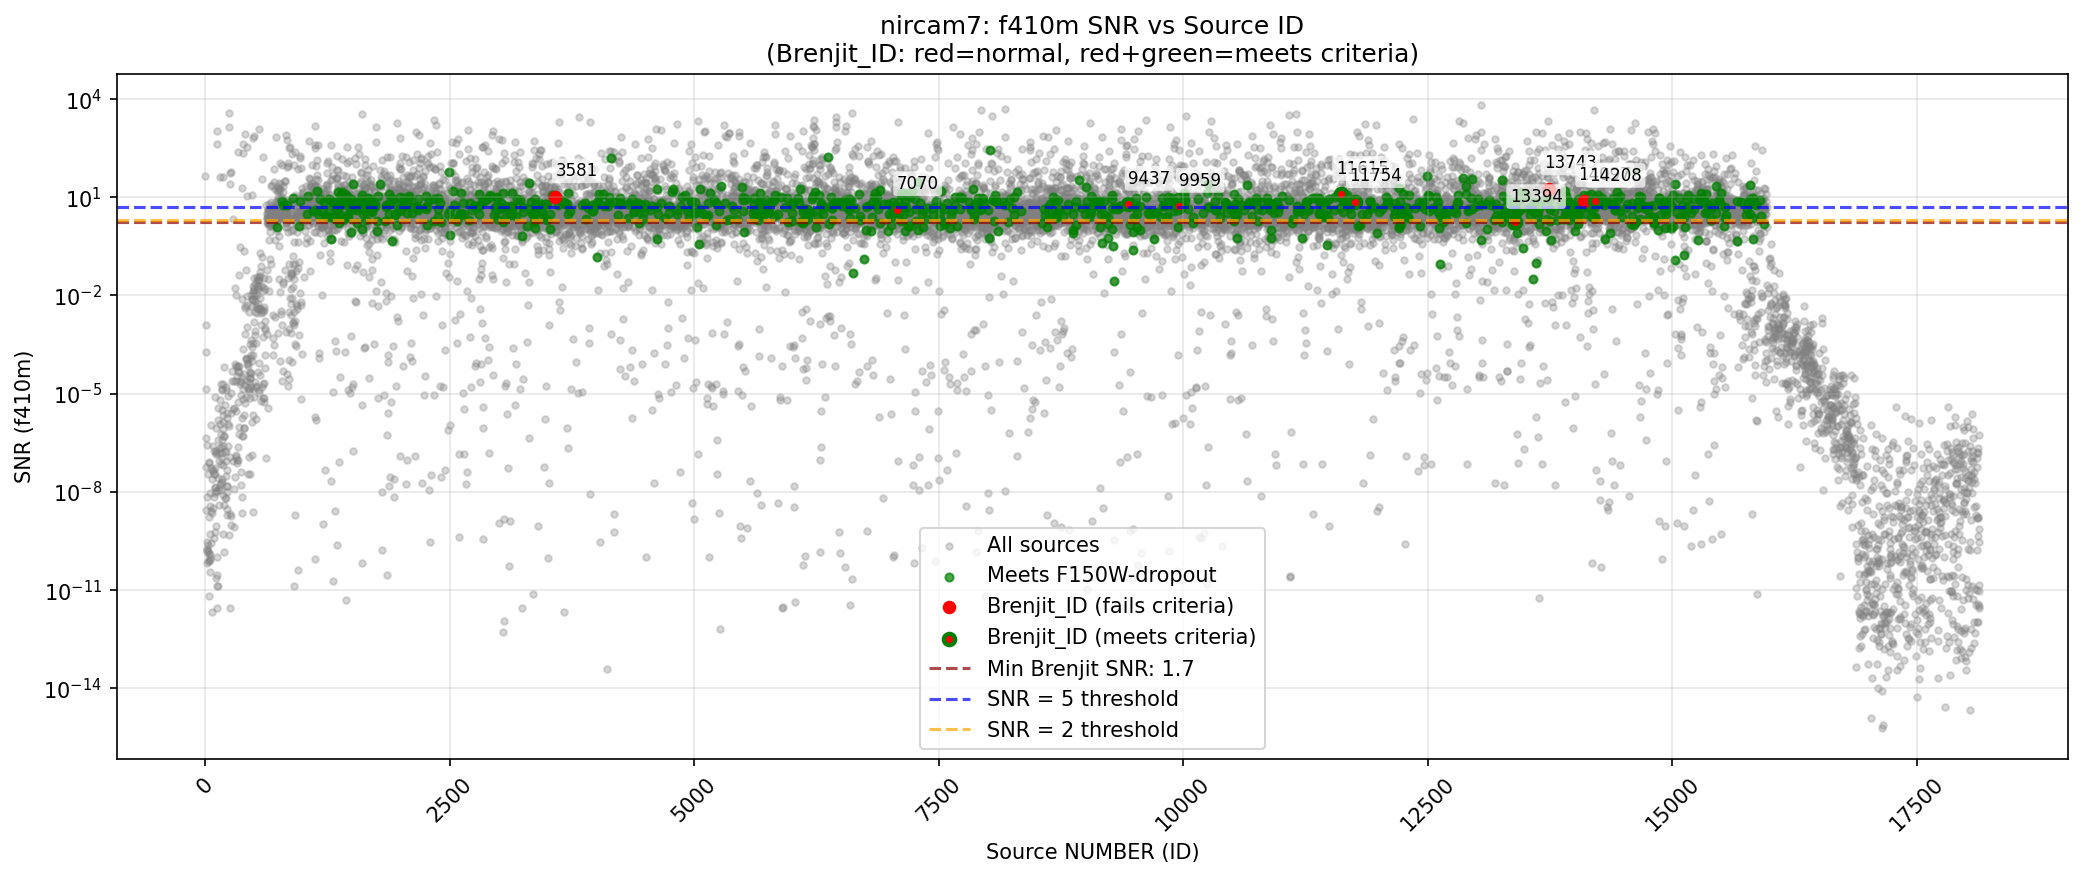 nircam7: f410m SNR vs Source ID
(Brenjit_ID: red=normal, red+green=meets criteria)
SNR (f410m)
10^4
10^1
10^-2
10^-5
10^-8
10^-11
10^-14
3581
7070
9437
9959
11615
11754
13743
14208
13394
All sources
Meets F150W-dropout
Brenjit_ID (fails criteria)
Brenjit_ID (meets criteria)
Min Brenjit SNR: 1.7
SNR = 5 threshold
SNR = 2 threshold
0
2500
5000
7500
10000
12500
15000
17500
Source NUMBER (ID)